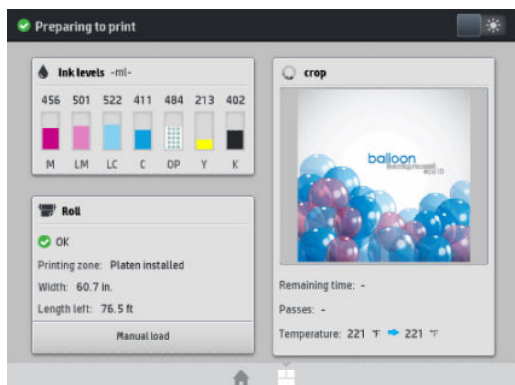 Preparing to print
Ink levels -ml-
456 501 522 411 484 213 402
M LM LC C OP Y K
Roll
OK
Printing zone: Platen installed
Width: 60.7 in.
Length left: 76.5 ft
Manual load
crop
balloon
Remaining time: -
Passes: -
Temperature: 221 °F 221 °F